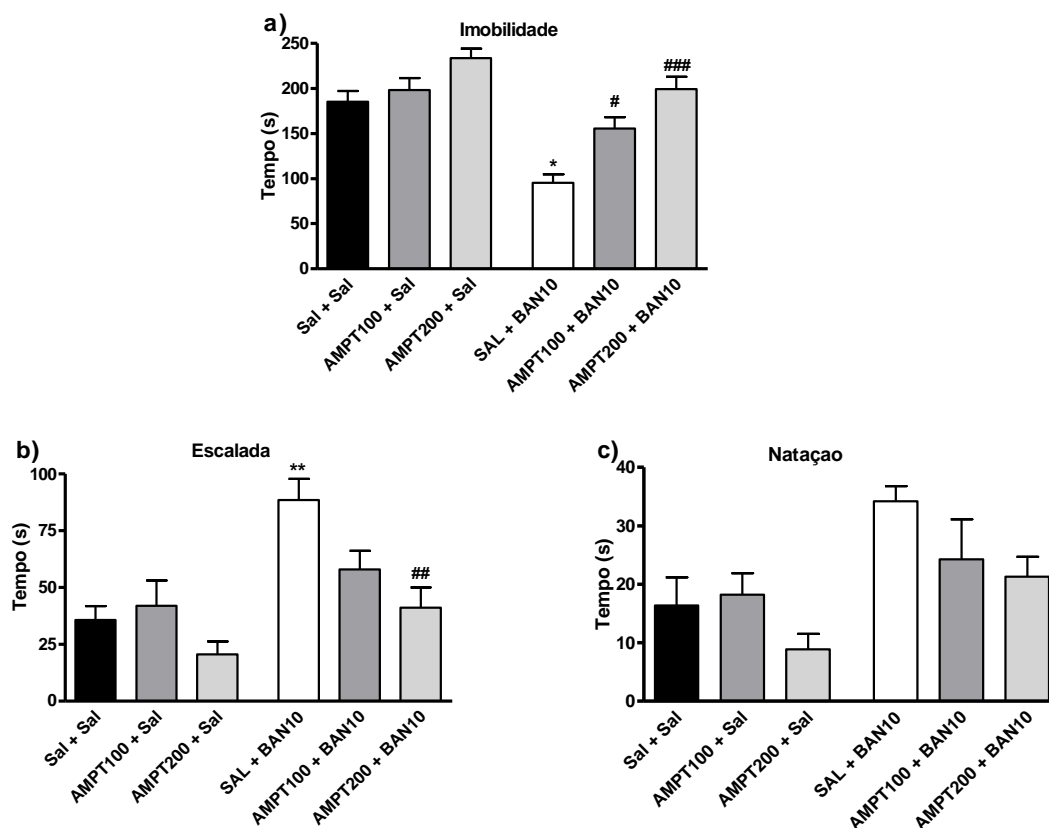 a)
Imobilidade
Tempo (s)
250
200
150
100
50
0
*
#
###
Sal + Sal
AMPT100 + Sal
AMPT200 + Sal
SAL + BAN10
AMPT100 + BAN10
AMPT200 + BAN10
b)
Escalada
Tempo (s)
100
75
50
25
0
**
##
Sal + Sal
AMPT100 + Sal
AMPT200 + Sal
SAL + BAN10
AMPT100 + BAN10
AMPT200 + BAN10
c)
Nataçao
Tempo (s)
40
30
20
10
0
Sal + Sal
AMPT100 + Sal
AMPT200 + Sal
SAL + BAN10
AMPT100 + BAN10
AMPT200 + BAN10